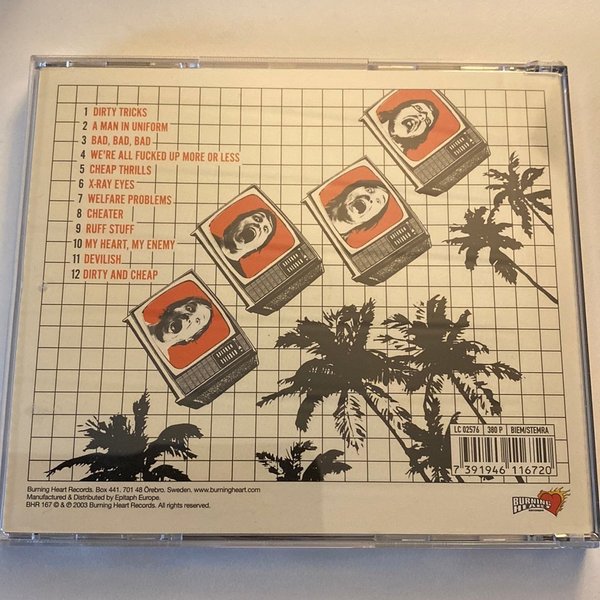 1 DIRTY TRICKS
2 A MAN IN UNIFORM
3 BAD, BAD, BAD
4 WE'RE ALL FUCKED UP MORE OR LESS
5 CHEAP THRILLS
6 X-RAY EYES
7 WELFARE PROBLEMS
8 CHEATER
9 RUFF STUFF
10 MY HEART, MY ENEMY
11 DEVILISH
12 DIRTY AND CHEAP
LC 02576 380 P BIEM/STEMRA
7 391946 116720
Burning Heart Records. Box 441. 701 48 Örebro. Sweden. www.burningheart.com
Manufactured & Distributed by Epitaph Europe.
BHR 167 © & ℗ 2003 Burning Heart Records. All rights reserved.
BURNING
HEART